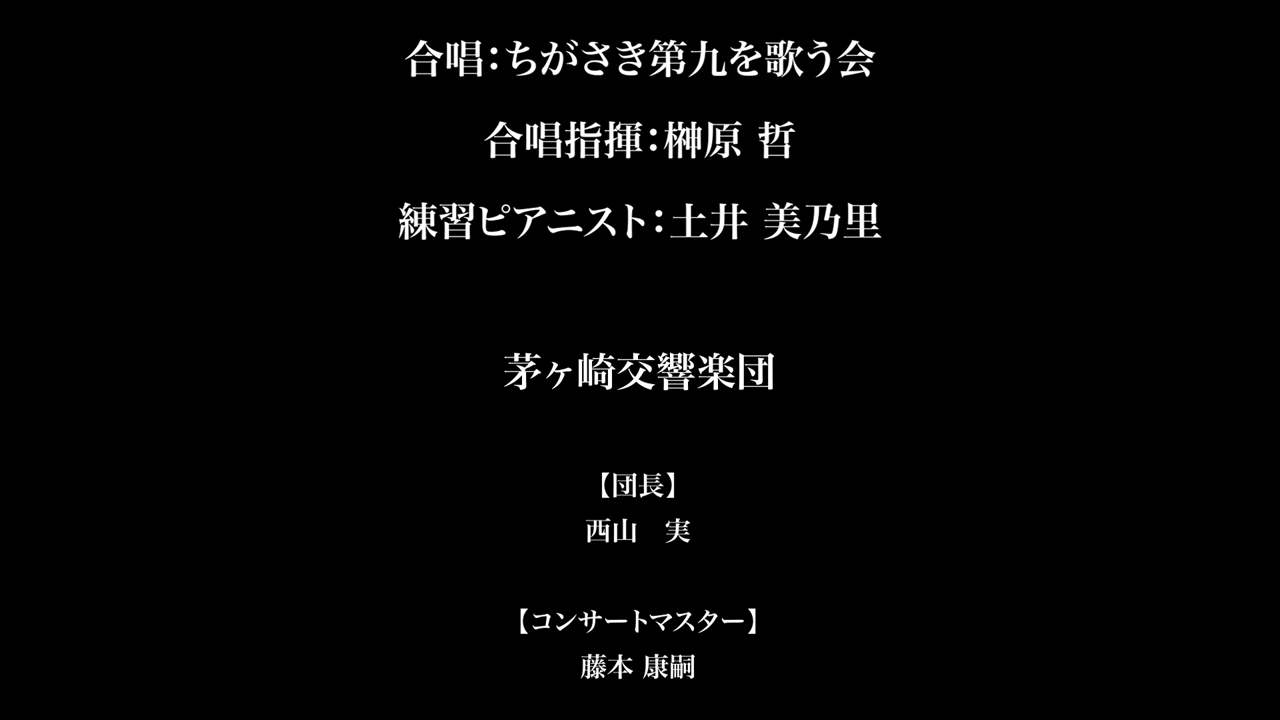 合唱：ちがさき第九を歌う会
合唱指揮：榊原 哲
練習ピアニスト：土井 美乃里
茅ヶ崎交響楽団
【団長】
西山　実
【コンサートマスター】
藤本 康嗣